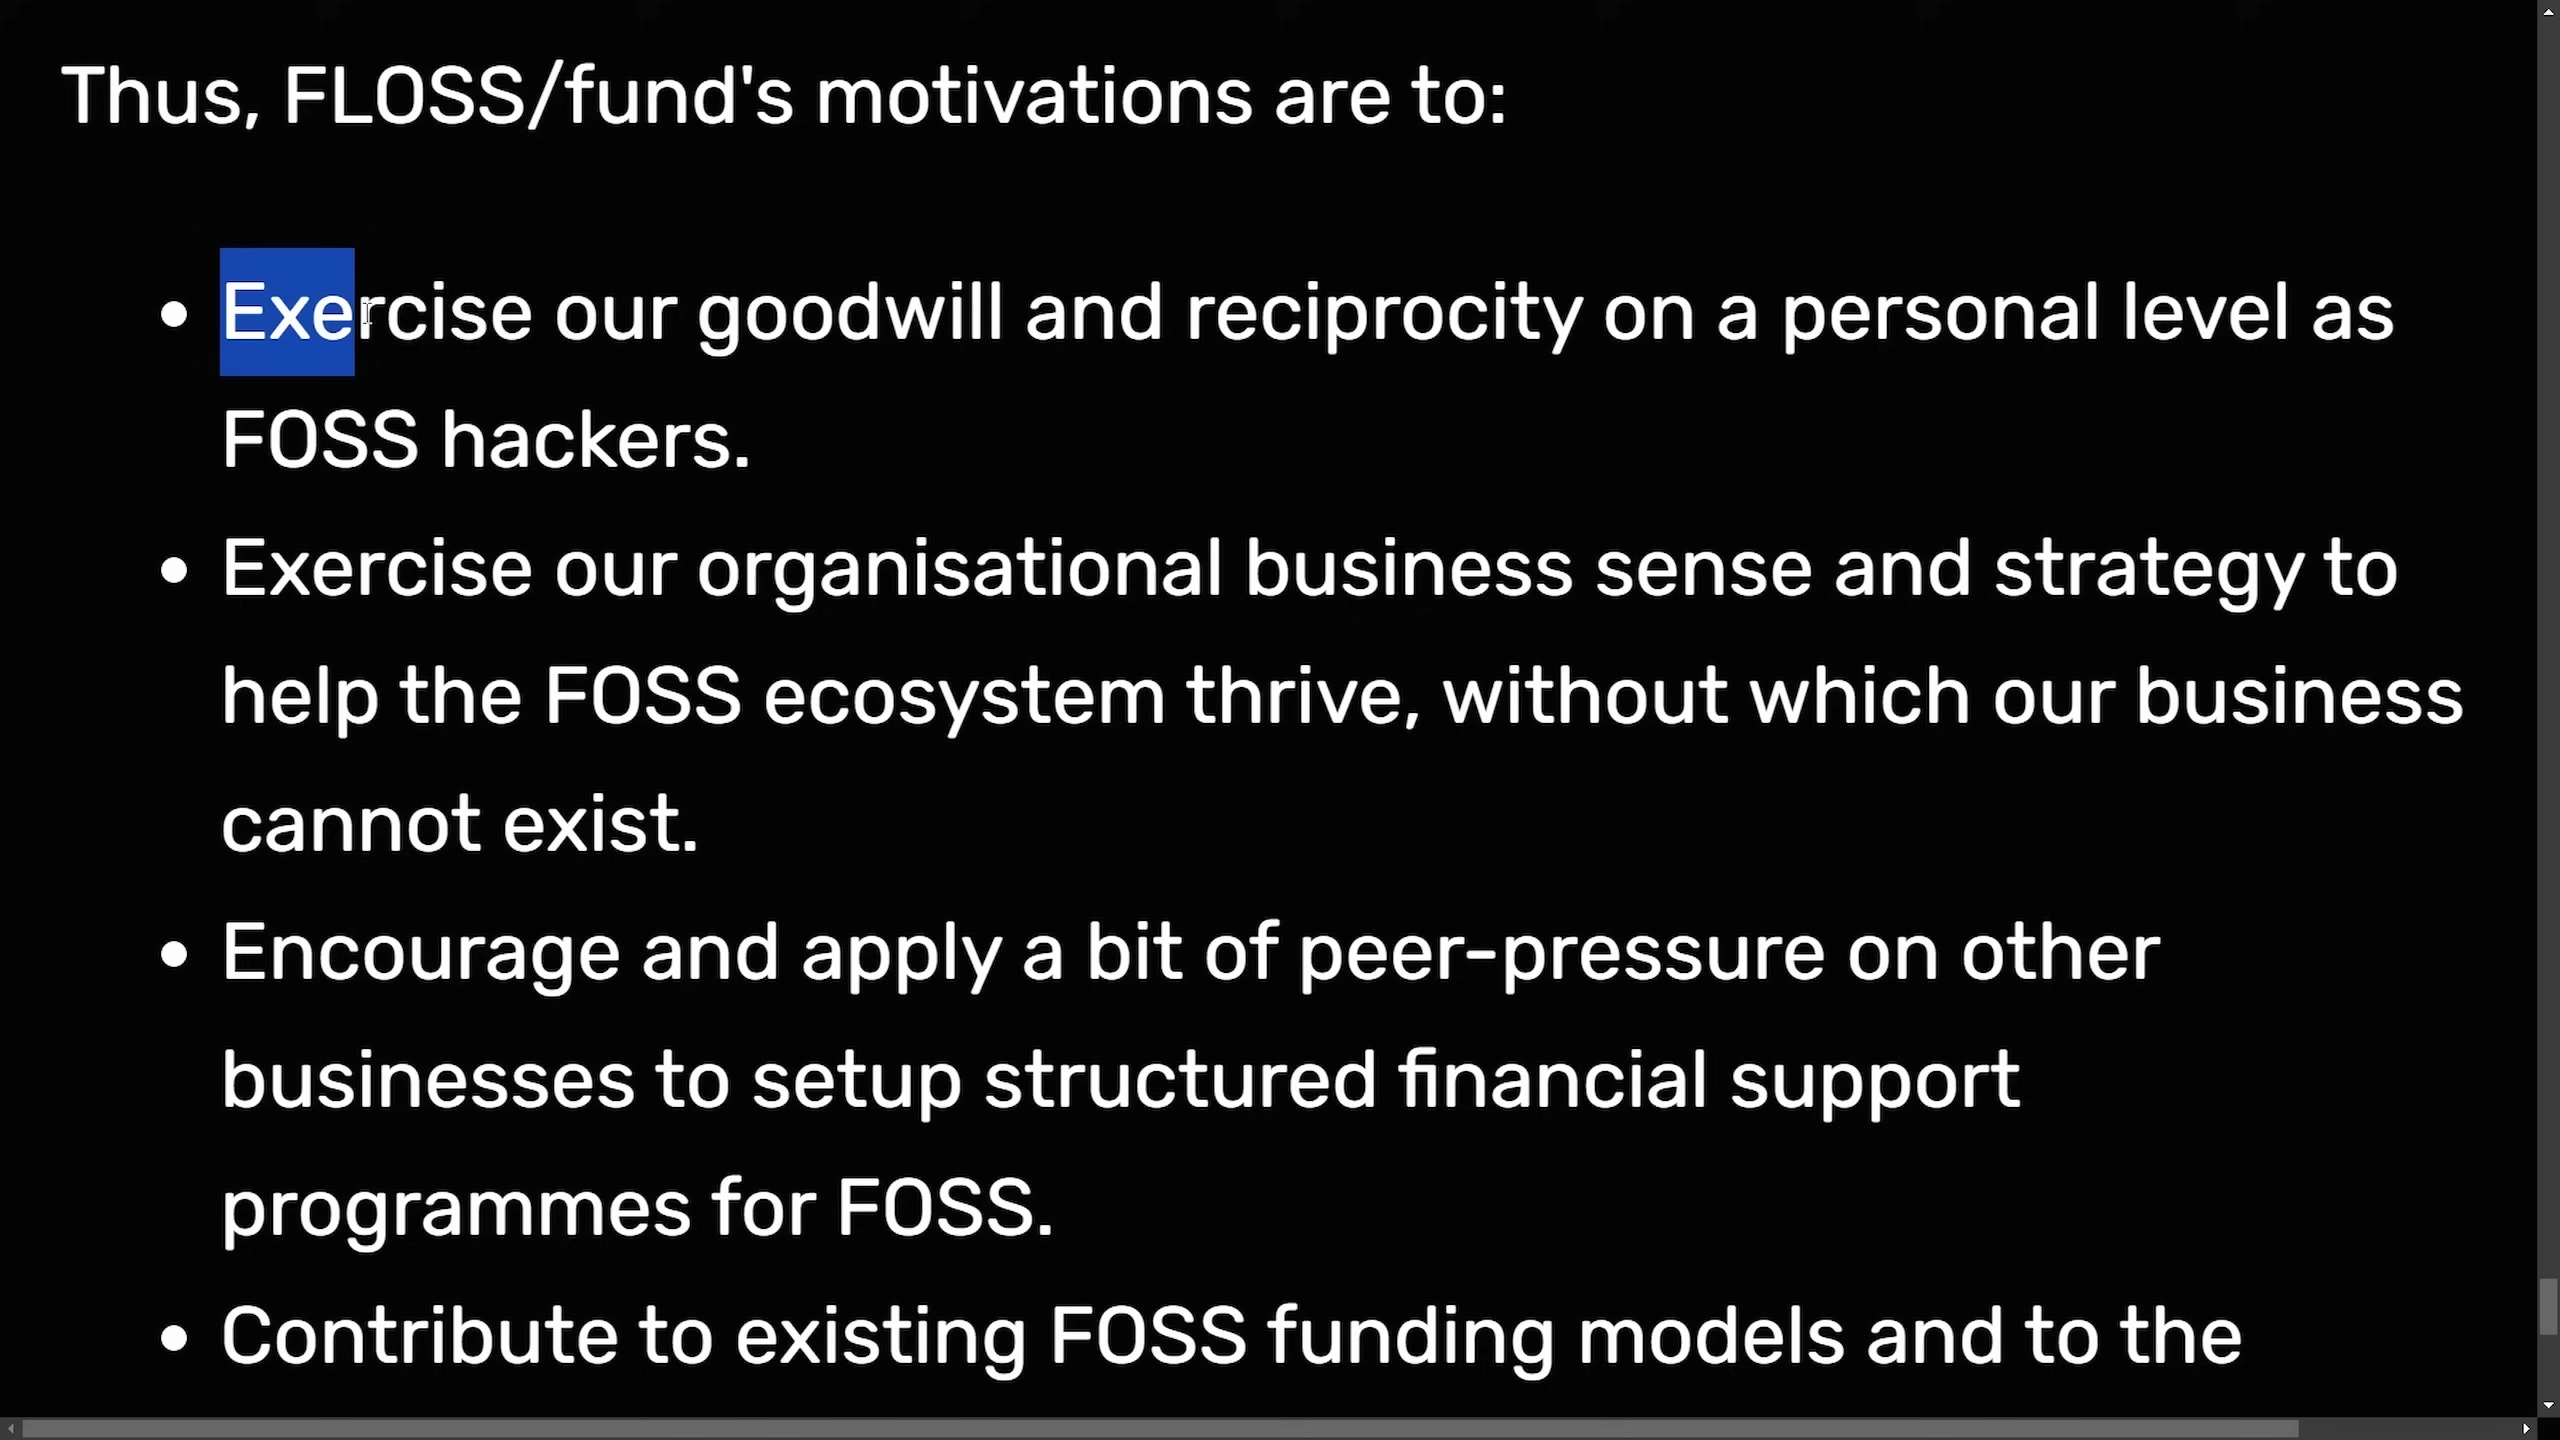 Thus, FLOSS/fund's motivations are to:
• Exercise our goodwill and reciprocity on a personal level as
FOSS hackers.
• Exercise our organisational business sense and strategy to
help the FOSS ecosystem thrive, without which our business
cannot exist.
• Encourage and apply a bit of peer-pressure on other
businesses to setup structured financial support
programmes for FOSS.
• Contribute to existing FOSS funding models and to the